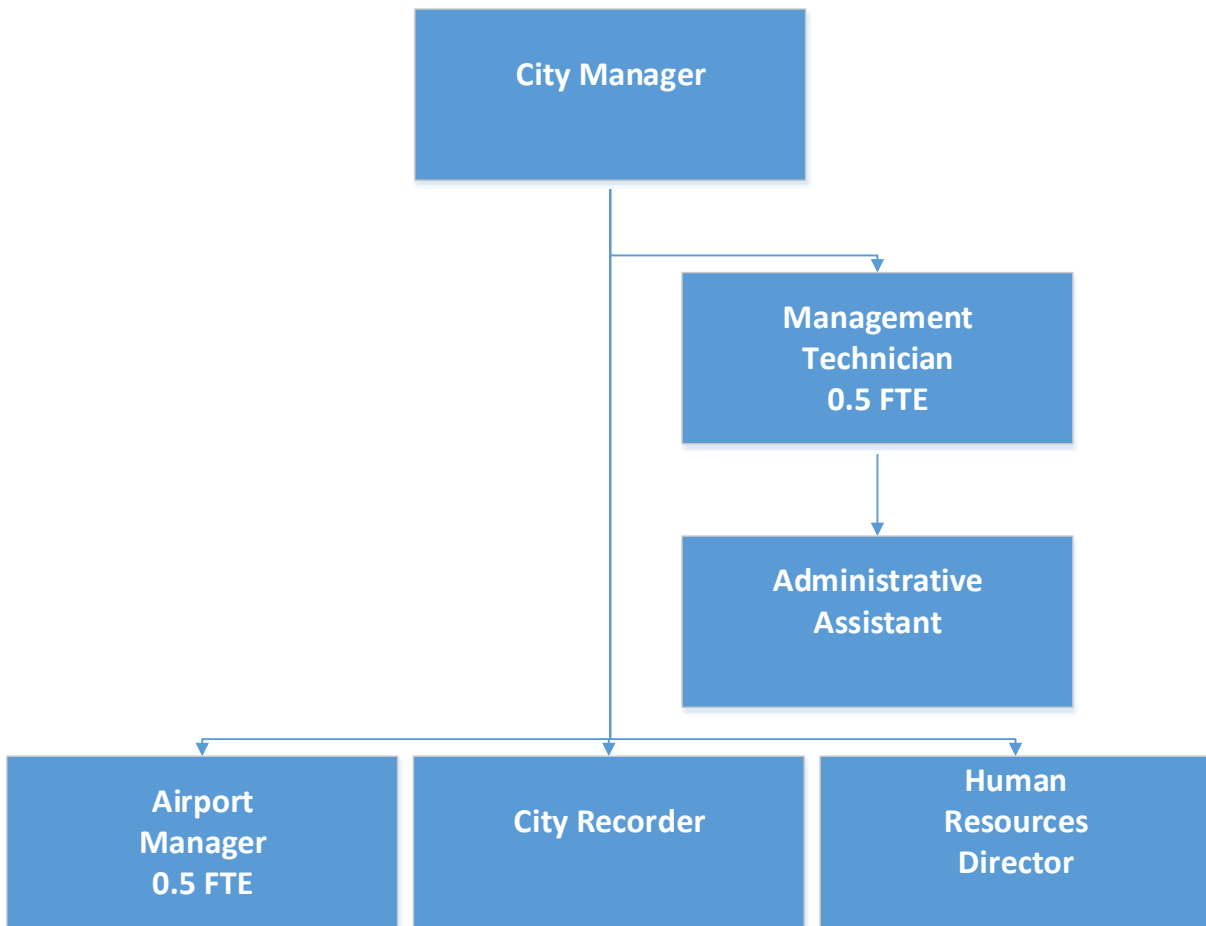 City Manager
Management
Technician
0.5 FTE
Administrative
Assistant
Airport
Manager
0.5 FTE
City Recorder
Human
Resources
Director